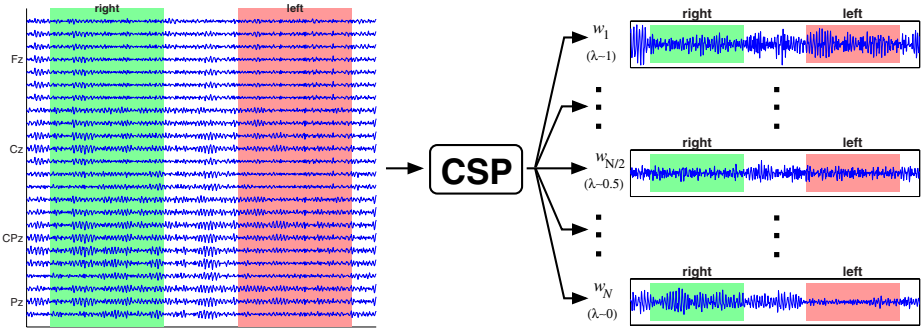 right left
Fz
Cz
CPz
Pz
CSP
w1
(λ~1)
right left
wN/2
(λ~0.5)
right left
wN
(λ~0)
right left